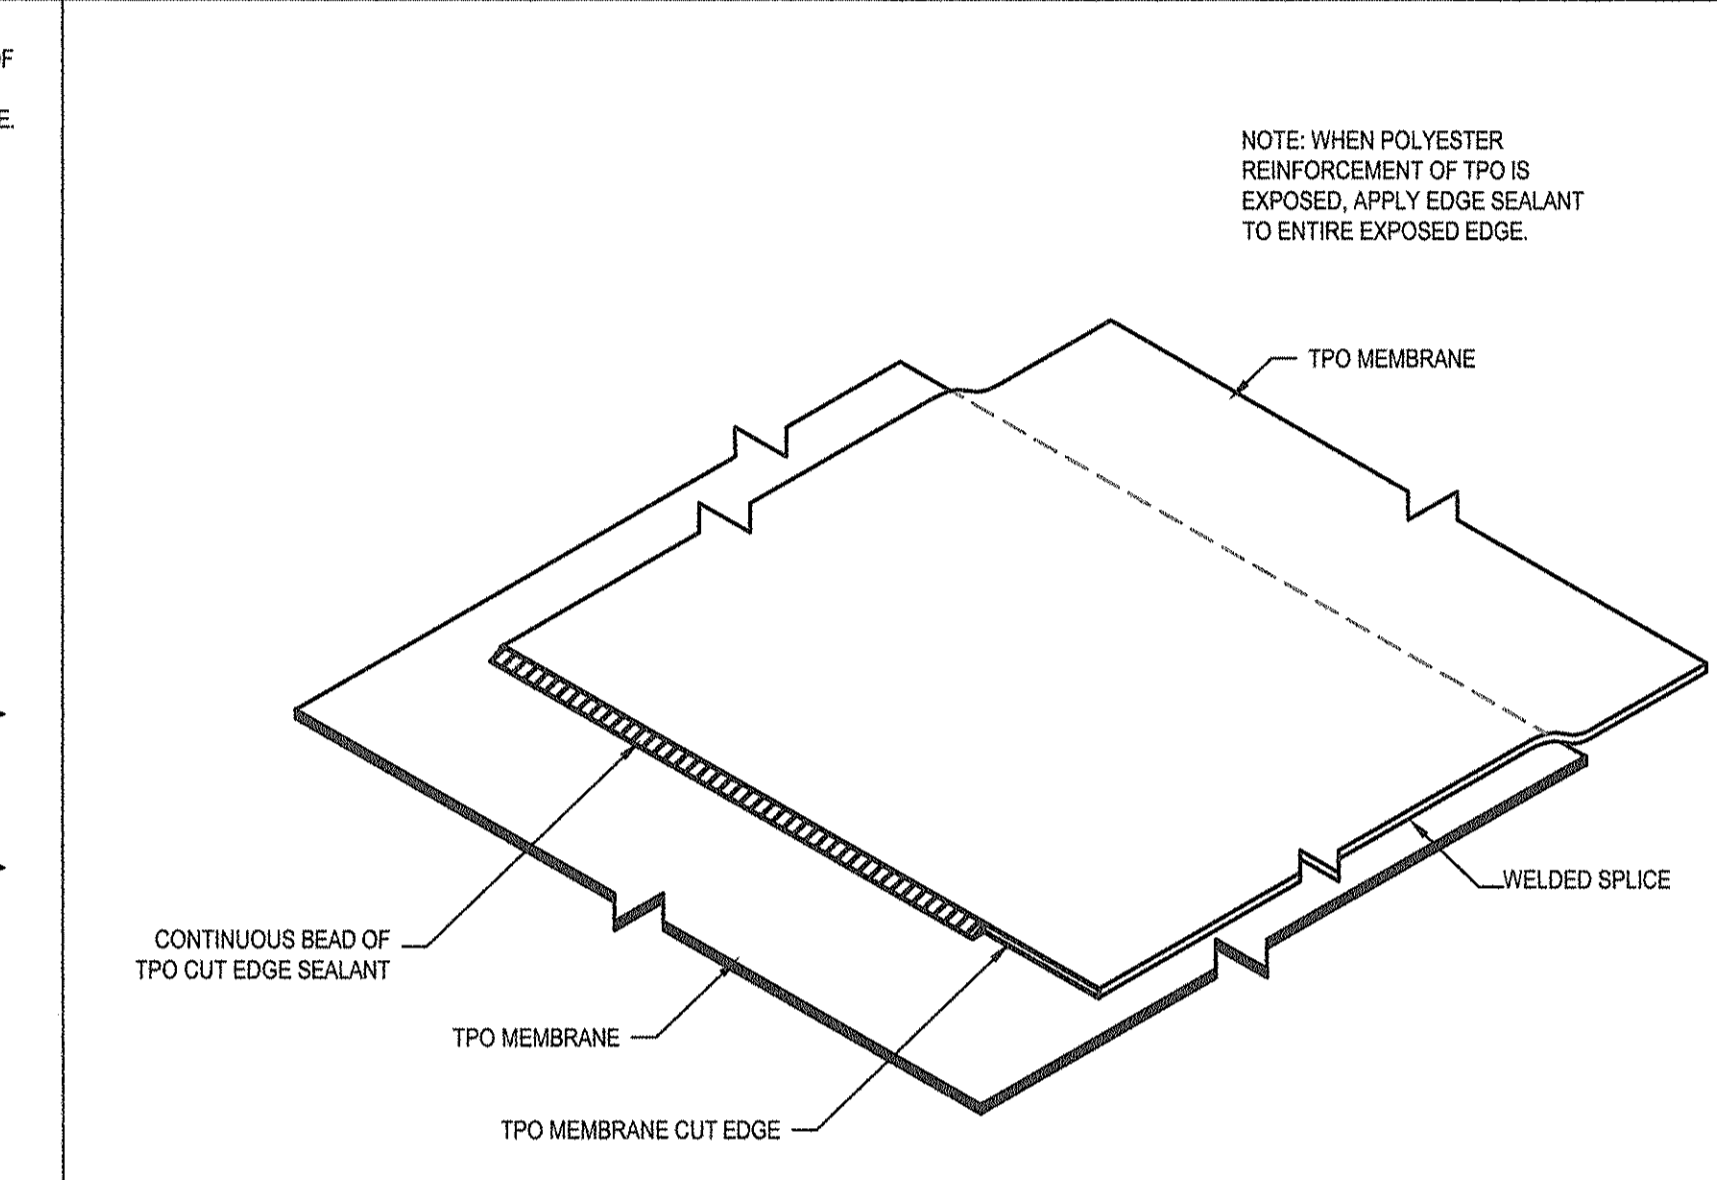 OF
E.
NOTE: WHEN POLYESTER
REINFORCEMENT OF TPO IS
EXPOSED, APPLY EDGE SEALANT
TO ENTIRE EXPOSED EDGE.
TPO MEMBRANE
WELDED SPLICE
CONTINUOUS BEAD OF
TPO CUT EDGE SEALANT
TPO MEMBRANE
TPO MEMBRANE CUT EDGE